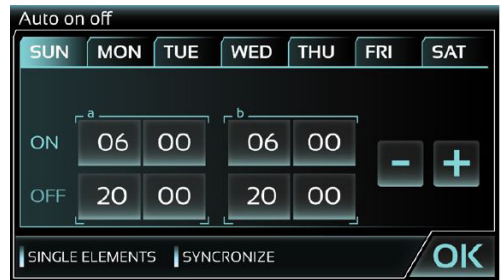 Auto on off
SUN MON TUE WED THU FRI SAT
a b
ON 06 00 06 00
- +
OFF 20 00 20 00
SINGLE ELEMENTS SYNCRONIZE OK